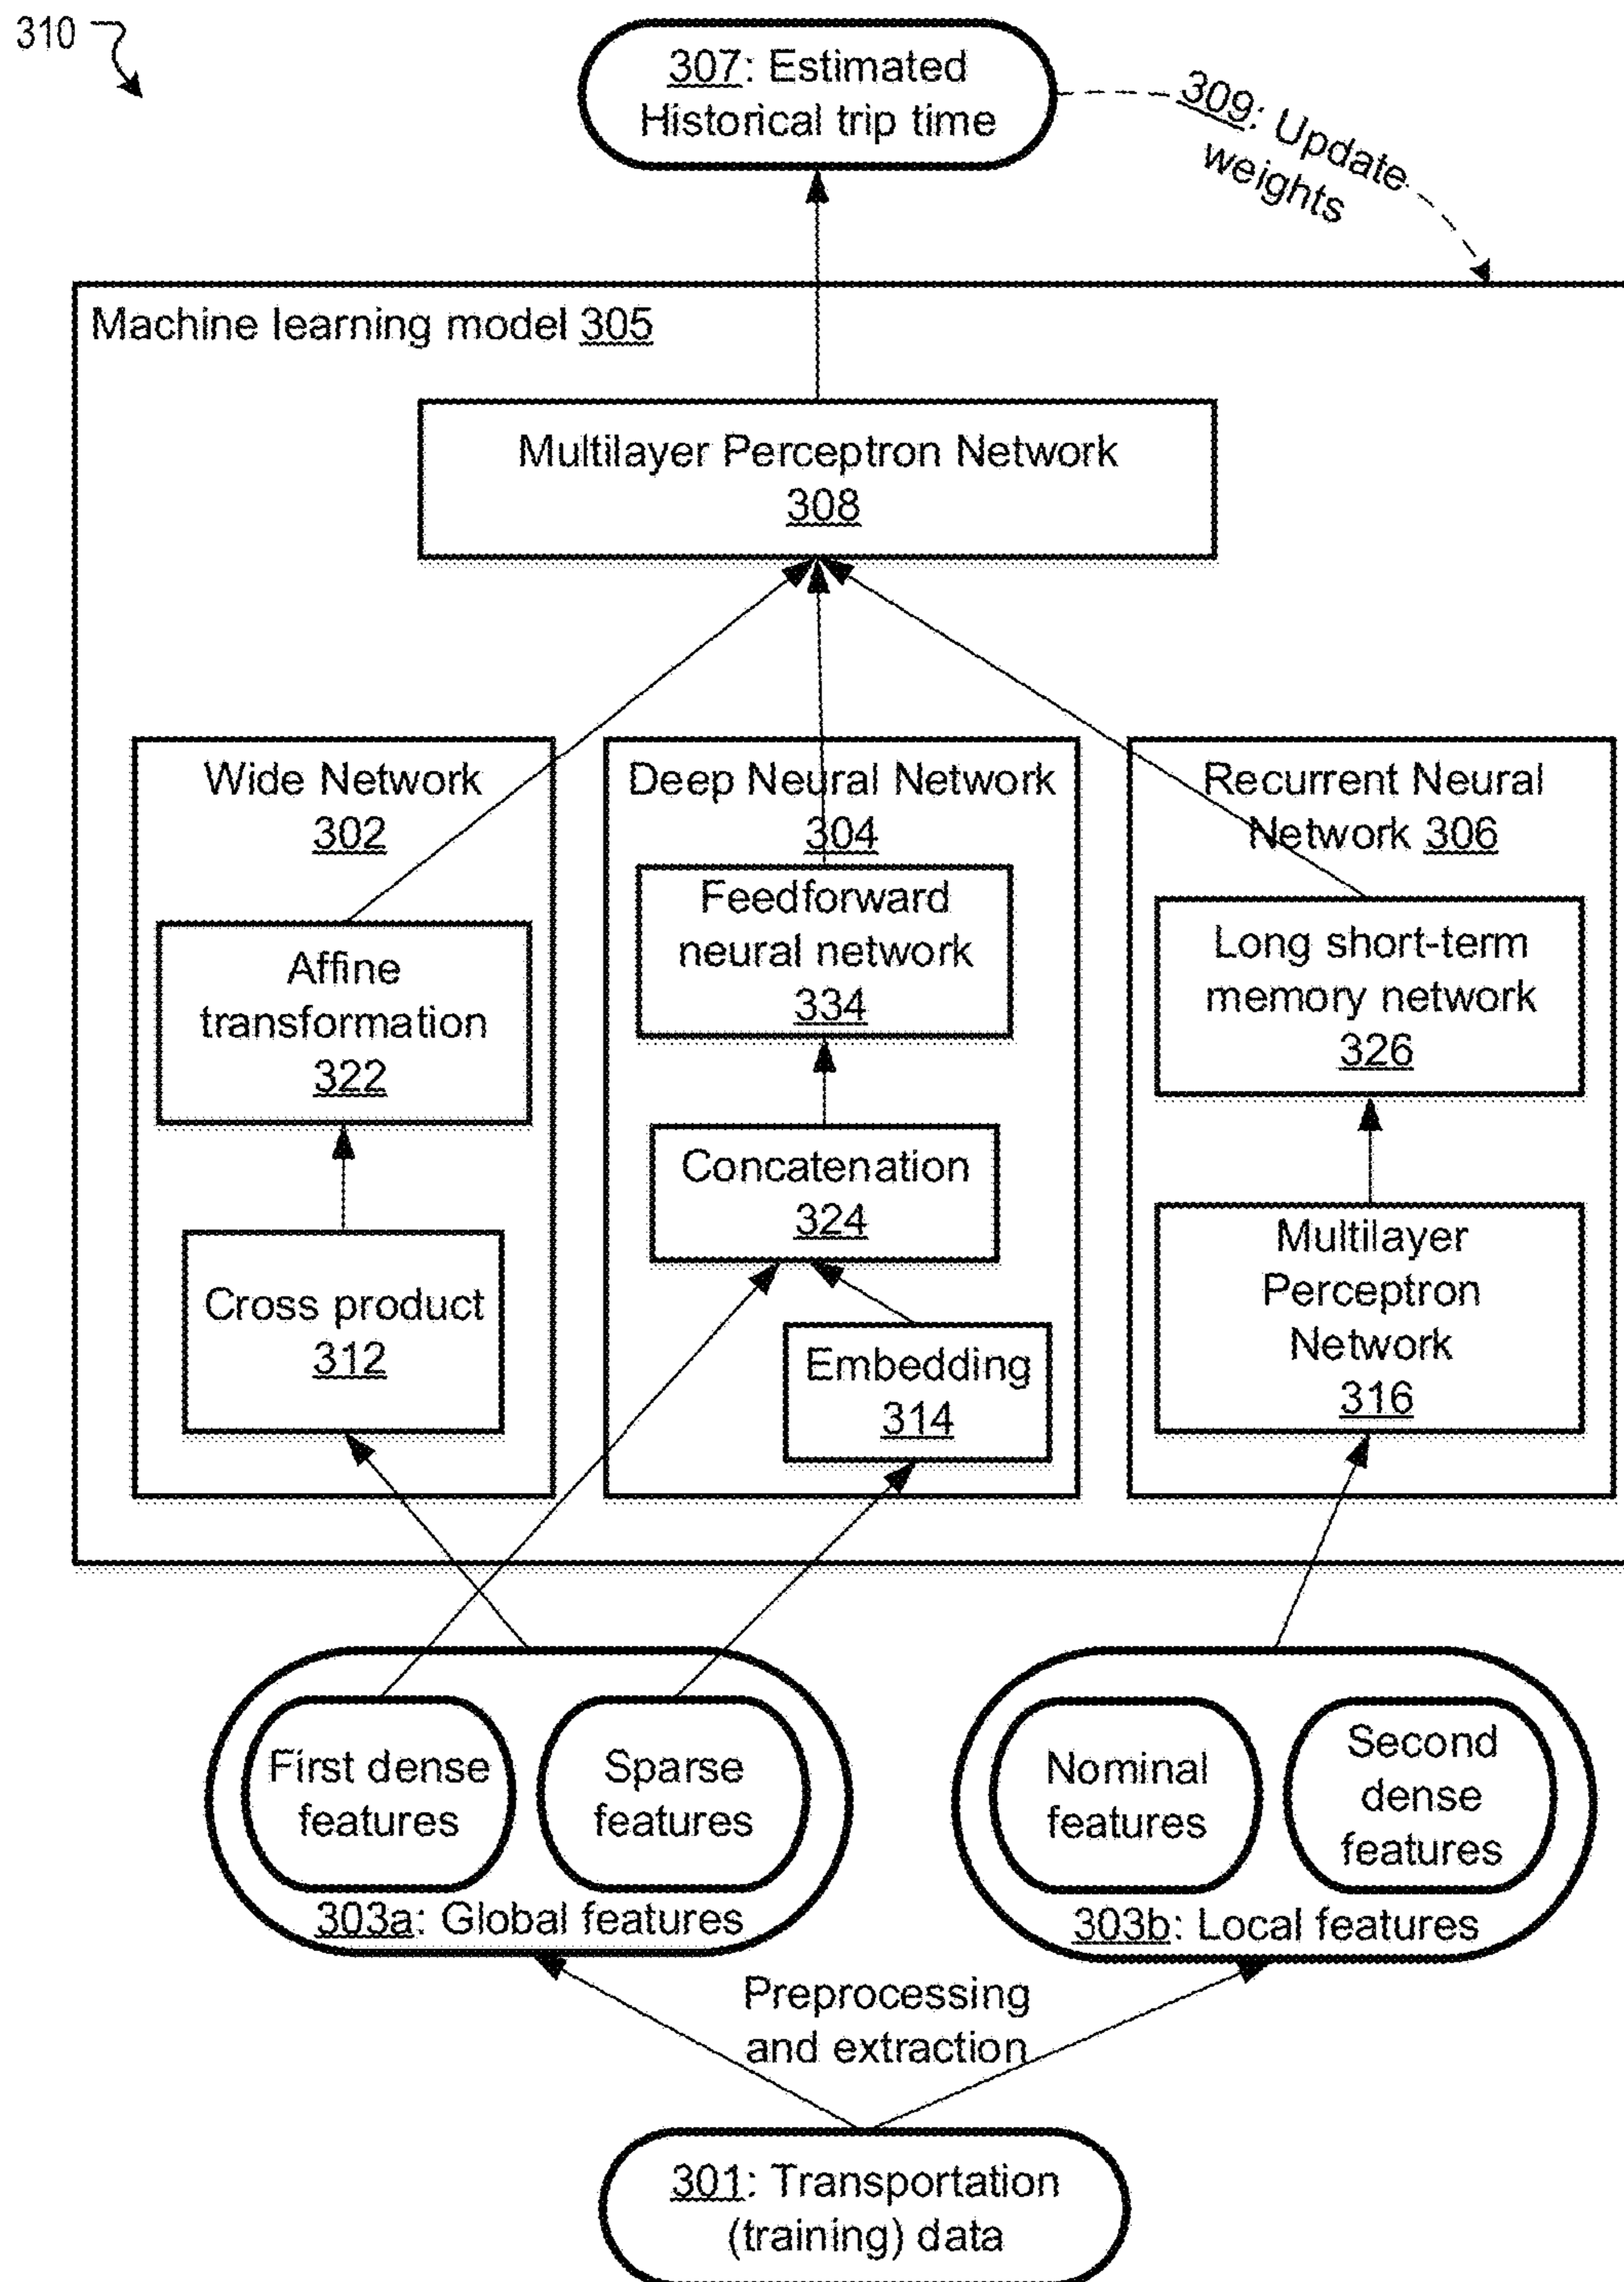 310
307: Estimated
Historical trip time
309: Update
weights
Machine learning model 305
Multilayer Perceptron Network
308
Wide Network
302
Affine
transformation
322
Cross product
312
Deep Neural Network
304
Feedforward
neural network
334
Concatenation
324
Embedding
314
Recurrent Neural
Network 306
Long short-term
memory network
326
Multilayer
Perceptron
Network
316
First dense
features
Sparse
features
303a: Global features
Nominal
features
Second
dense
features
303b: Local features
Preprocessing
and extraction
301: Transportation
(training) data